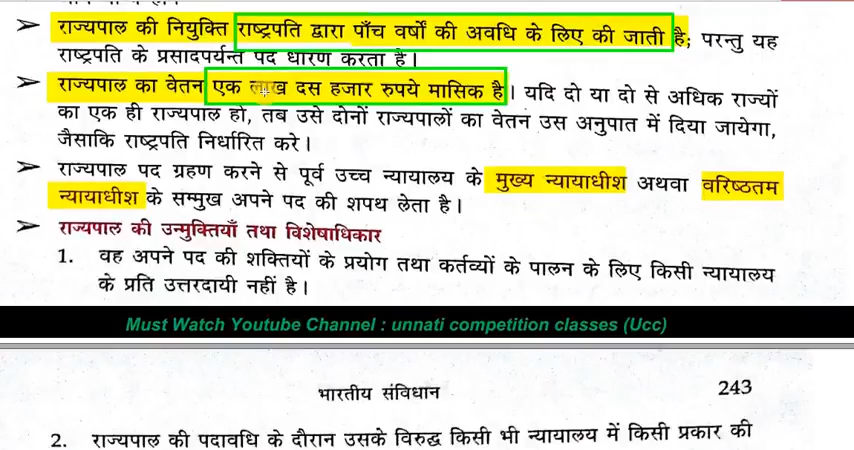 ➢ राज्यपाल की नियुक्ति राष्ट्रपति द्वारा पाँच वर्षों की अवधि के लिए की जाती है; परन्तु यह
राष्ट्रपति के प्रसादपर्यन्त पद धारण करता है।
➢ राज्यपाल का वेतन एक लाख दस हजार रुपये मासिक है। यदि दो या दो से अधिक राज्यों
का एक ही राज्यपाल हो, तब उसे दोनों राज्यपालों का वेतन उस अनुपात में दिया जायेगा,
जैसाकि राष्ट्रपति निर्धारित करे।
➢ राज्यपाल पद ग्रहण करने से पूर्व उच्च न्यायालय के मुख्य न्यायाधीश अथवा वरिष्ठतम
न्यायाधीश के सम्मुख अपने पद की शपथ लेता है।
➢ राज्यपाल की उन्मुक्तियाँ तथा विशेषाधिकार
1. वह अपने पद की शक्तियों के प्रयोग तथा कर्तव्यों के पालन के लिए किसी न्यायालय
के प्रति उत्तरदायी नहीं है।
Must Watch Youtube Channel : unnati competition classes (Ucc)
भारतीय संविधान 243
2. राज्यपाल की पदावधि के दौरान उसके विरुद्ध किसी भी न्यायालय में किसी प्रकार की